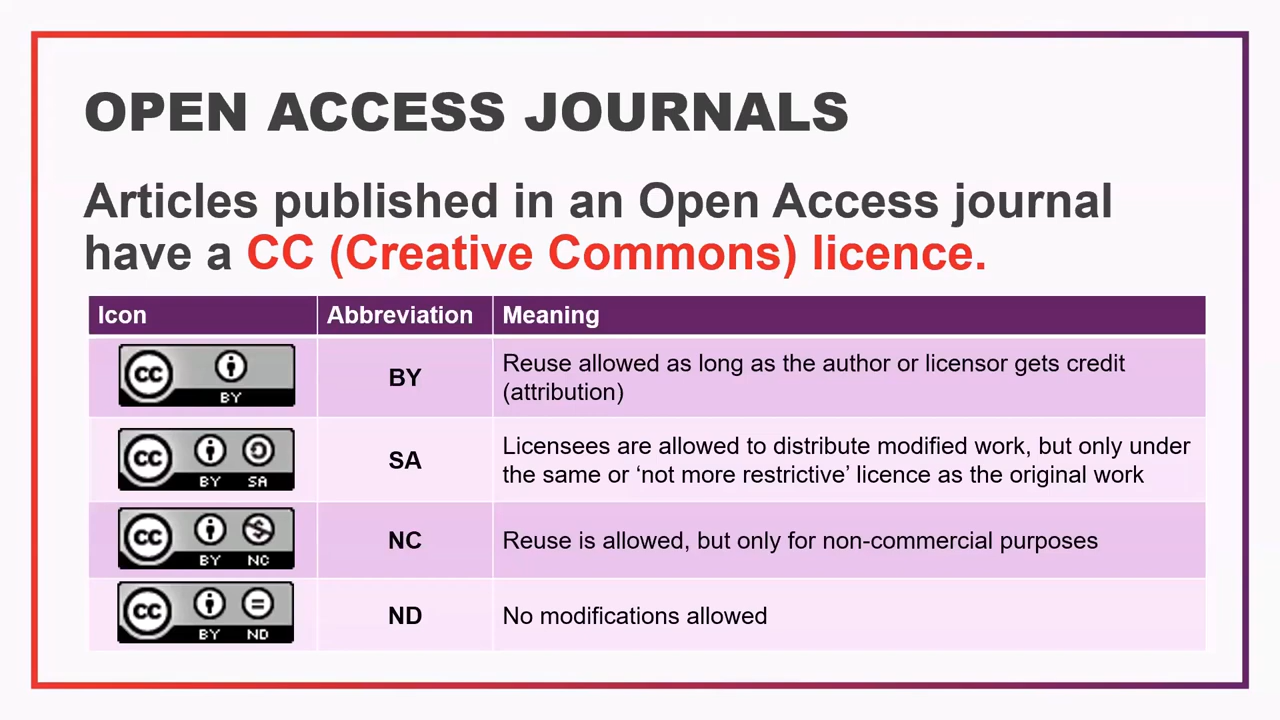 OPEN ACCESS JOURNALS
Articles published in an Open Access journal
have a CC (Creative Commons) licence.
Icon Abbreviation Meaning
CC BY
BY
Reuse allowed as long as the author or licensor gets credit
(attribution)
CC BY SA
SA
Licensees are allowed to distribute modified work, but only under
the same or ‘not more restrictive’ licence as the original work
CC BY NC
NC
Reuse is allowed, but only for non-commercial purposes
CC BY ND
ND
No modifications allowed